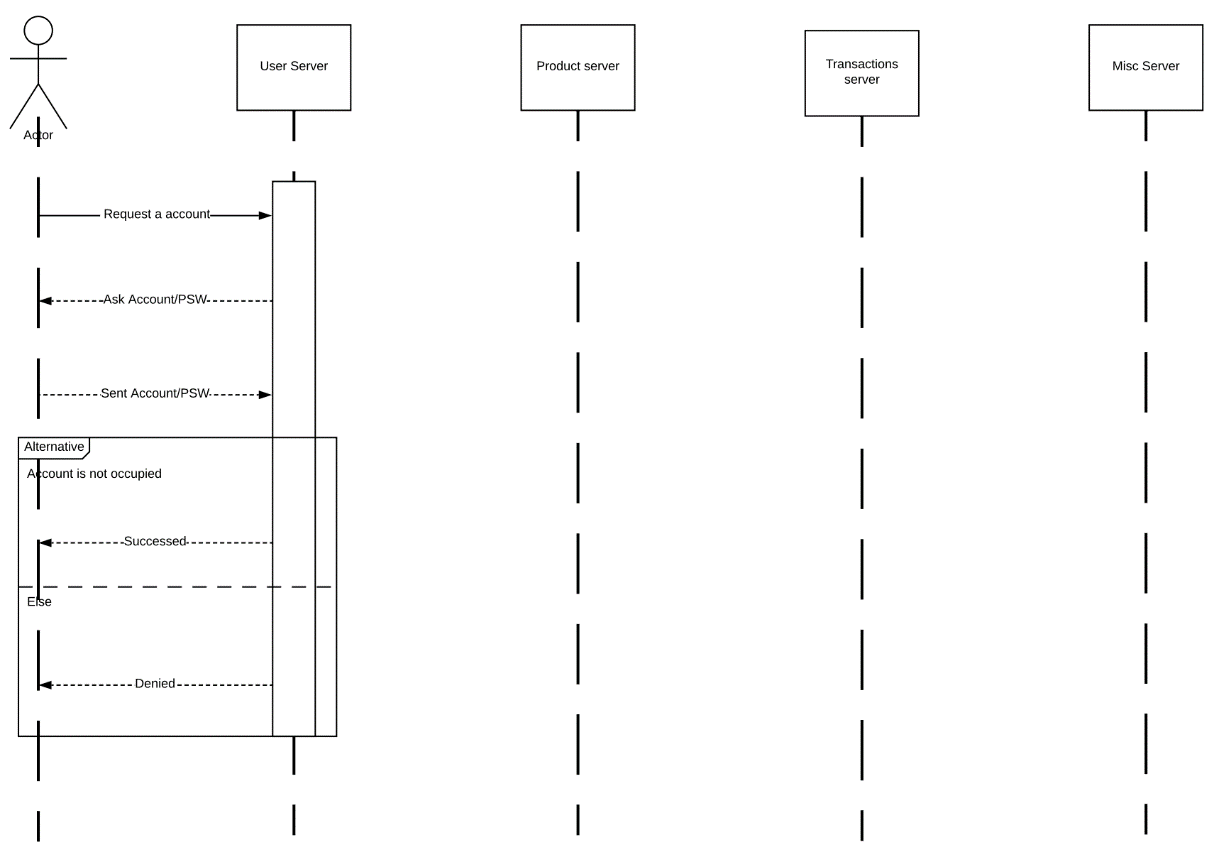 Actor
User Server
Product server
Transactions
server
Misc Server
Request a account
Ask Account/PSW
Sent Account/PSW
Alternative
Account is not occupied
Successed
Else
Denied